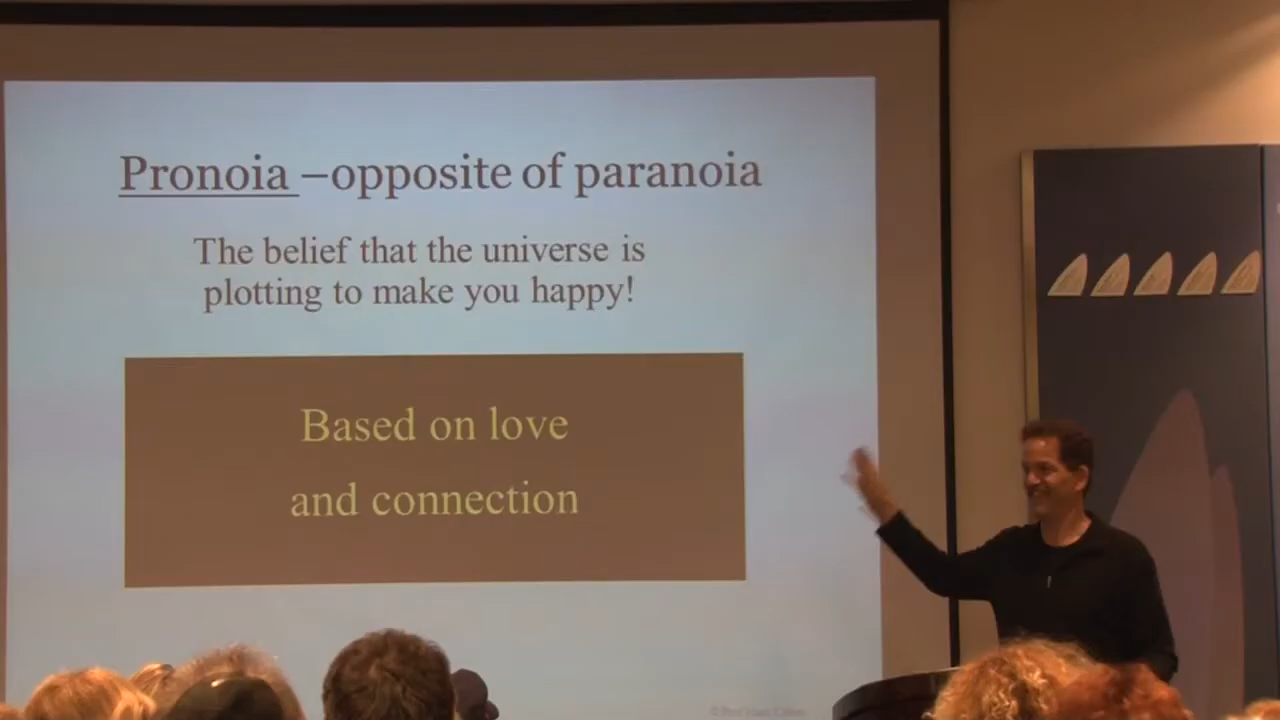 Pronoia –opposite of paranoia
The belief that the universe is
plotting to make you happy!
Based on love
and connection